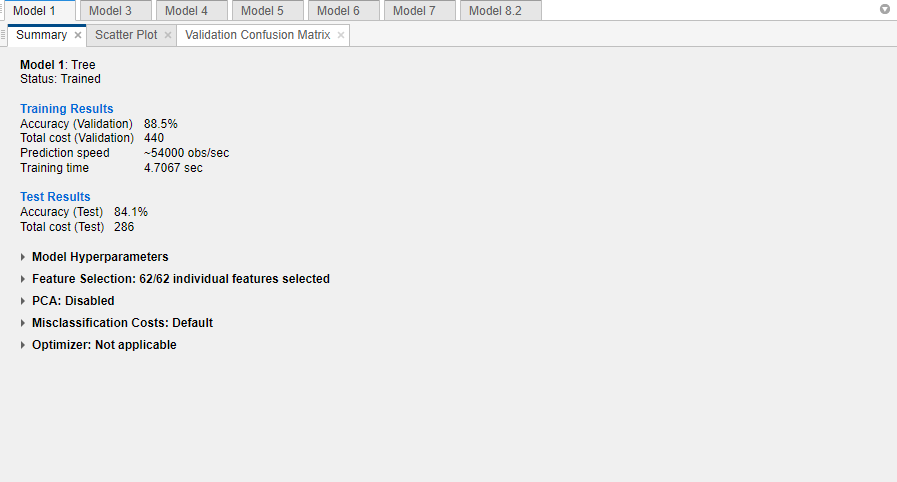 Model 1 Model 3 Model 4 Model 5 Model 6 Model 7 Model 8.2
Summary Scatter Plot Validation Confusion Matrix
Model 1: Tree
Status: Trained
Training Results
Accuracy (Validation) 88.5%
Total cost (Validation) 440
Prediction speed ~54000 obs/sec
Training time 4.7067 sec
Test Results
Accuracy (Test) 84.1%
Total cost (Test) 286
Model Hyperparameters
Feature Selection: 62/62 individual features selected
PCA: Disabled
Misclassification Costs: Default
Optimizer: Not applicable